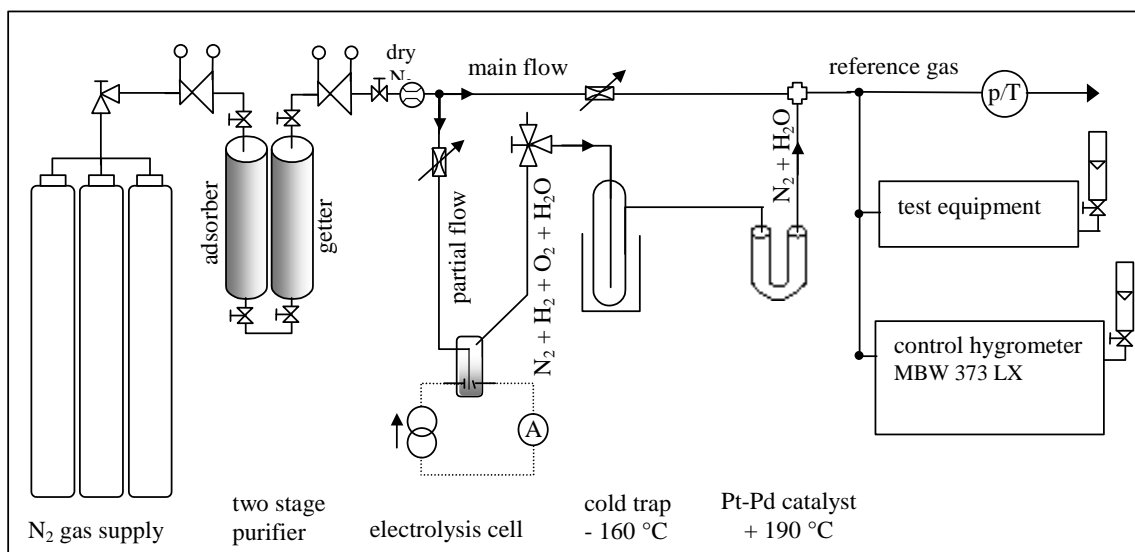 dry
N₂
main flow
reference gas
p/T
adsorber
getter
partial flow
N₂ + H₂ + O₂ + H₂O
N₂ + H₂O
test equipment
control hygrometer
MBW 373 LX
A
N₂ gas supply
two stage
purifier
electrolysis cell
cold trap
- 160 °C
Pt-Pd catalyst
+ 190 °C